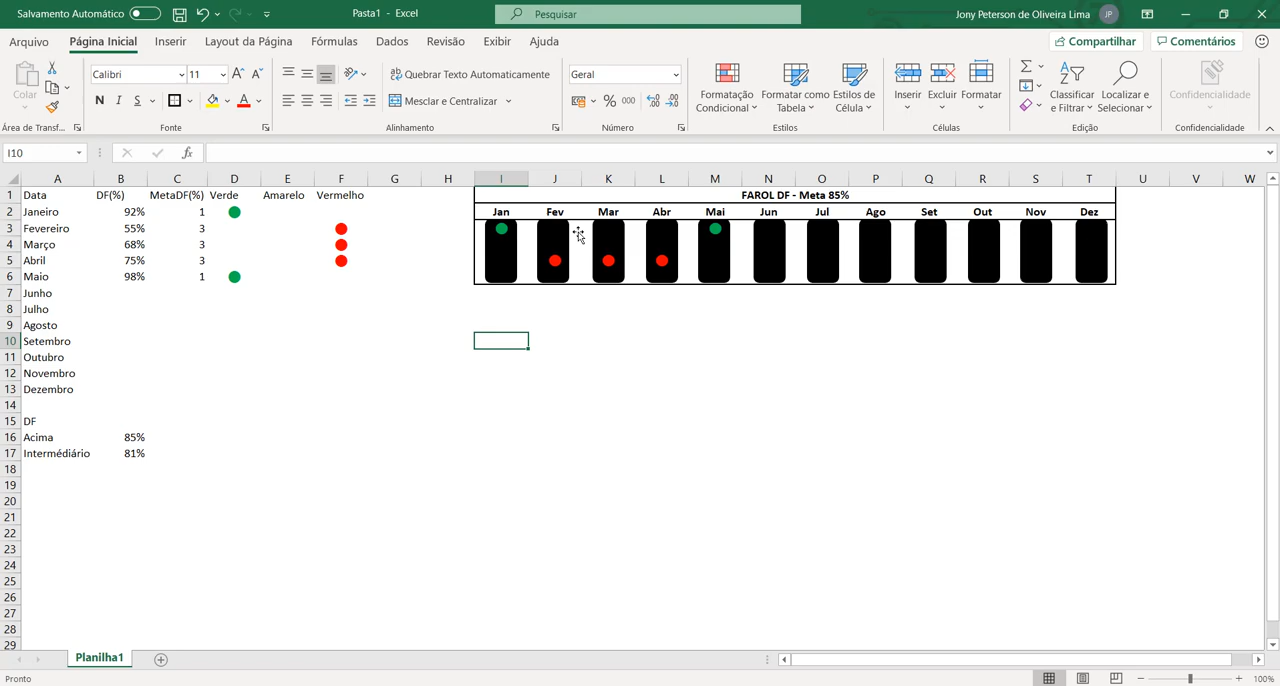 Salvamento Automático Pasta1 - Excel Pesquisar Jony Peterson de Oliveira Lima JP
Arquivo Página Inicial Inserir Layout da Página Fórmulas Dados Revisão Exibir Ajuda Compartilhar Comentários
Colar Calibri 11 Quebrar Texto Automaticamente Geral
N I S A Mesclar e Centralizar % 000
Formatação Condicional Formatar como Tabela Estilos de Célula Inserir Excluir Formatar Classificar e Filtrar Localizar e Selecionar Confidencialidade
Área de Transf... Fonte Alinhamento Número Estilos Células Edição Confidencialidade
I10 fx
A B C D E F G H I J K L M N O P Q R S T U V W
1 Data DF(%) MetaDF(%) Verde Amarelo Vermelho FAROL DF - Meta 85%
2 Janeiro 92% 1 Jan Fev Mar Abr Mai Jun Jul Ago Set Out Nov Dez
3 Fevereiro 55% 3
4 Março 68% 3
5 Abril 75% 3
6 Maio 98% 1
7 Junho
8 Julho
9 Agosto
10 Setembro
11 Outubro
12 Novembro
13 Dezembro
14
15 DF
16 Acima 85%
17 Intermédiário 81%
18
19
20
21
22
23
24
25
26
27
28
29
Planilha1
Pronto 100%